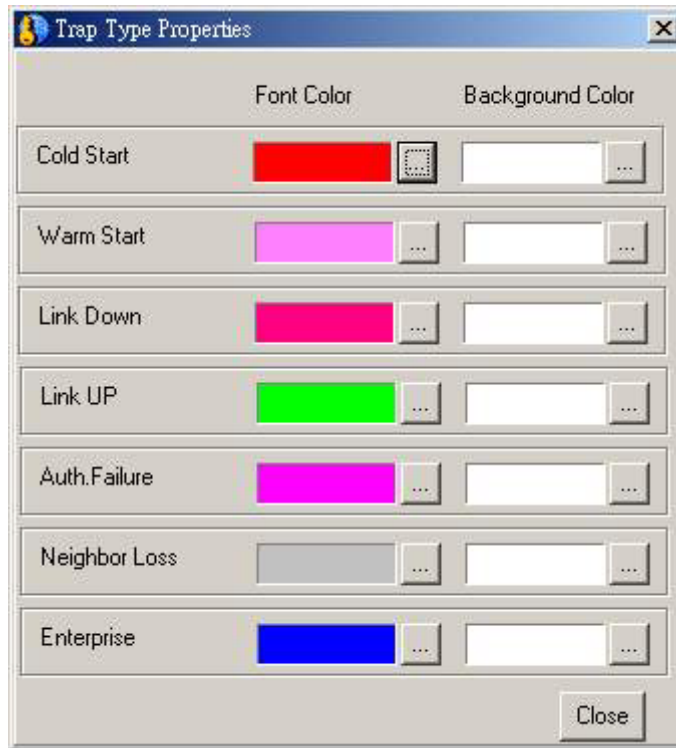 Trap Type Properties
Font Color Background Color
Cold Start ... ...
Warm Start ... ...
Link Down ... ...
Link UP ... ...
Auth.Failure ... ...
Neighbor Loss ... ...
Enterprise ... ...
Close